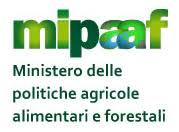 mipaaf
Ministero delle
politiche agricole
alimentari e forestali